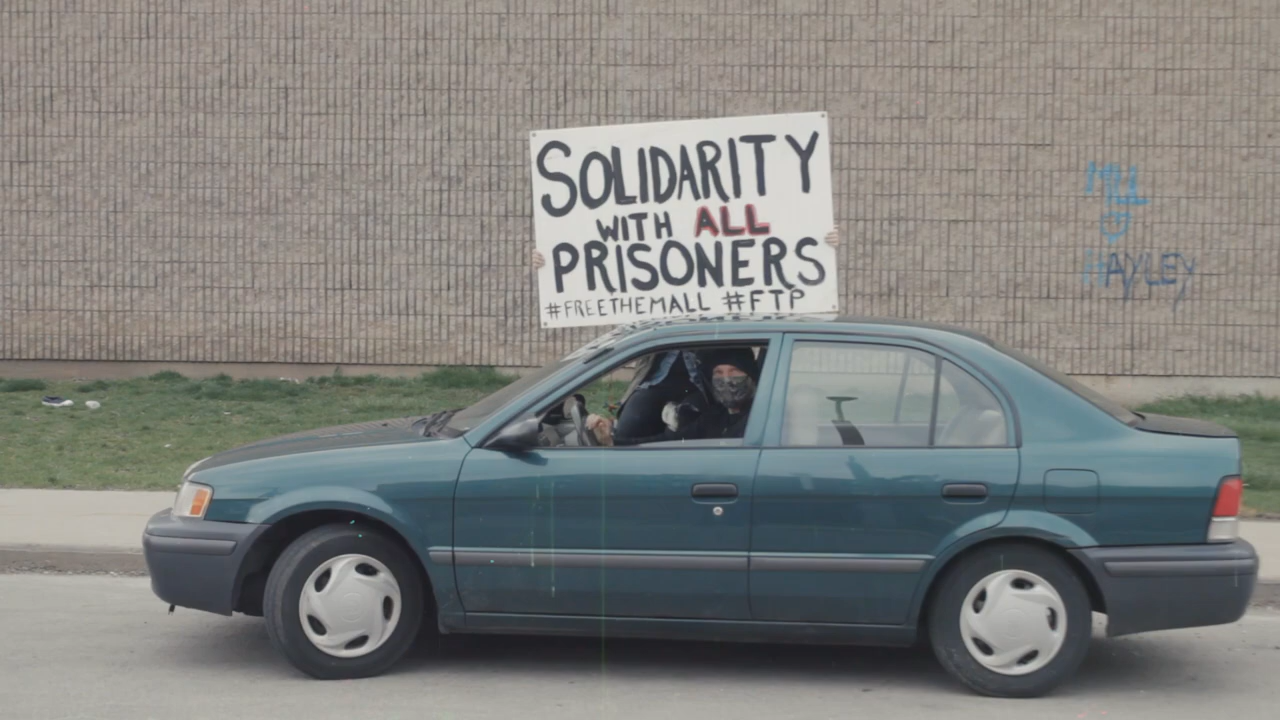 SOLIDARITY
WITH ALL
PRISONERS
#FREETHEMALL #FTP
HAYLEY